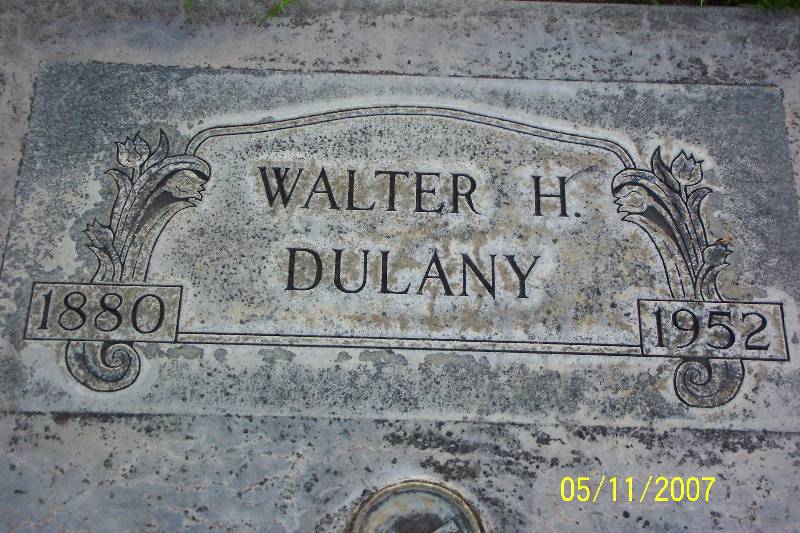 WALTER H.
DULANY
1880
1952
05/11/2007